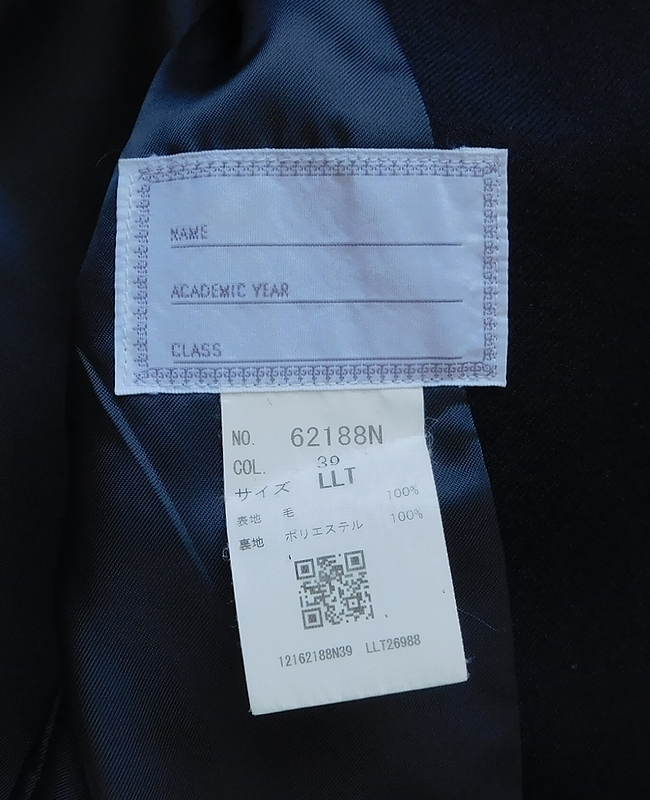 NAME
ACADEMIC YEAR
CLASS
NO. 62188N
COL. 39
サイズ LLT
表地 毛 100%
裏地 ポリエステル 100%
12162188N39 LLT26988